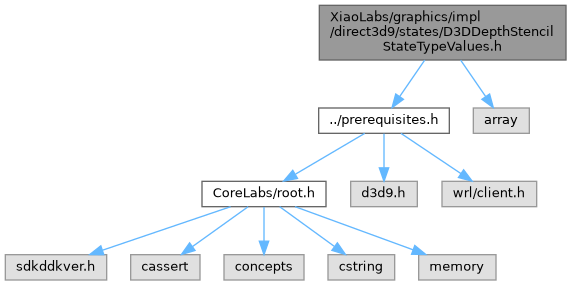 XiaoLabs/graphics/impl
/direct3d9/states/D3DDepthStencil
StateTypeValues.h
../prerequisites.h
array
CoreLabs/root.h
d3d9.h
wrl/client.h
sdkddkver.h
cassert
concepts
cstring
memory